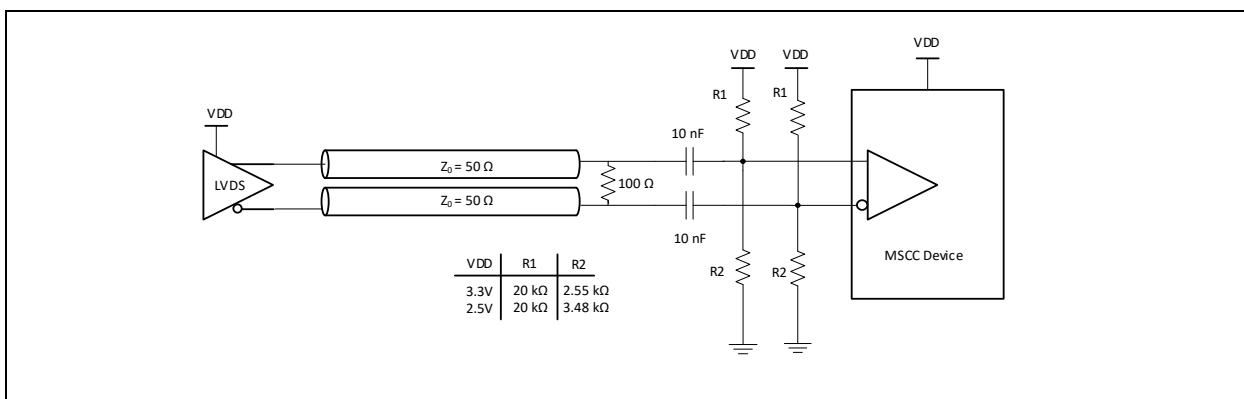 VDD
VDD VDD
R1 R1
VDD
10 nF
Z₀ = 50 Ω
LVDS
100 Ω
Z₀ = 50 Ω
10 nF
MSCC Device
R2 R2
VDD R1 R2
3.3V 20 kΩ 2.55 kΩ
2.5V 20 kΩ 3.48 kΩ